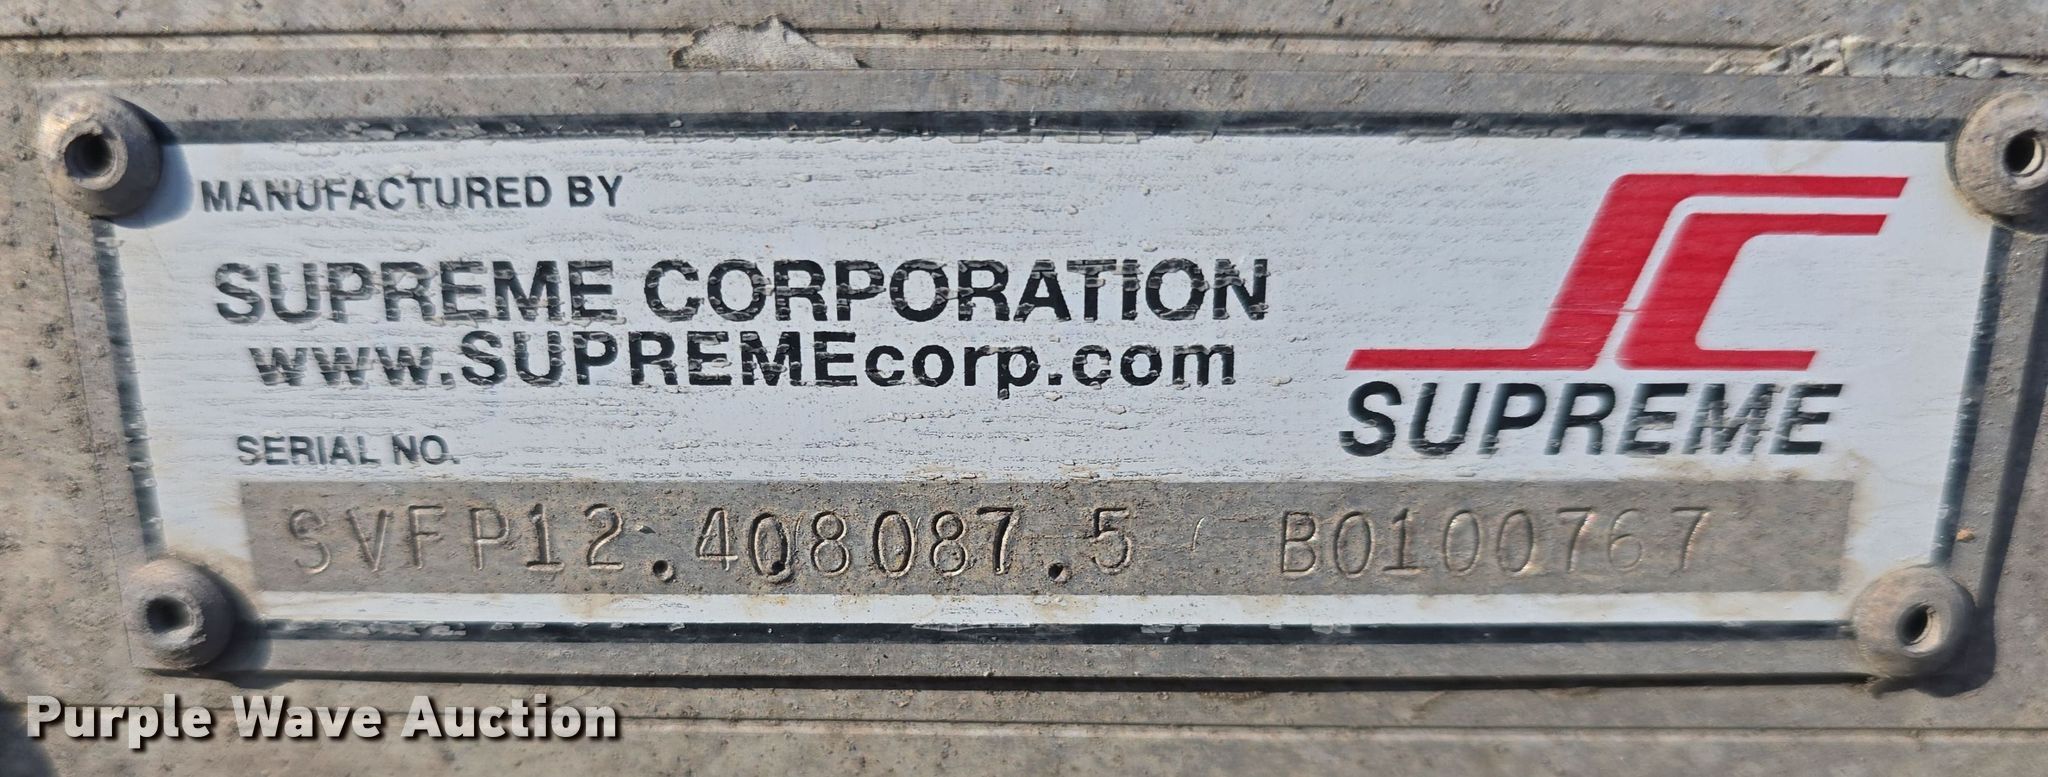 MANUFACTURED BY
SUPREME CORPORATION
www.SUPREMEcorp.com
SUPREME
SERIAL NO.
SVFP12.408087.5 B0100767
Purple Wave Auction